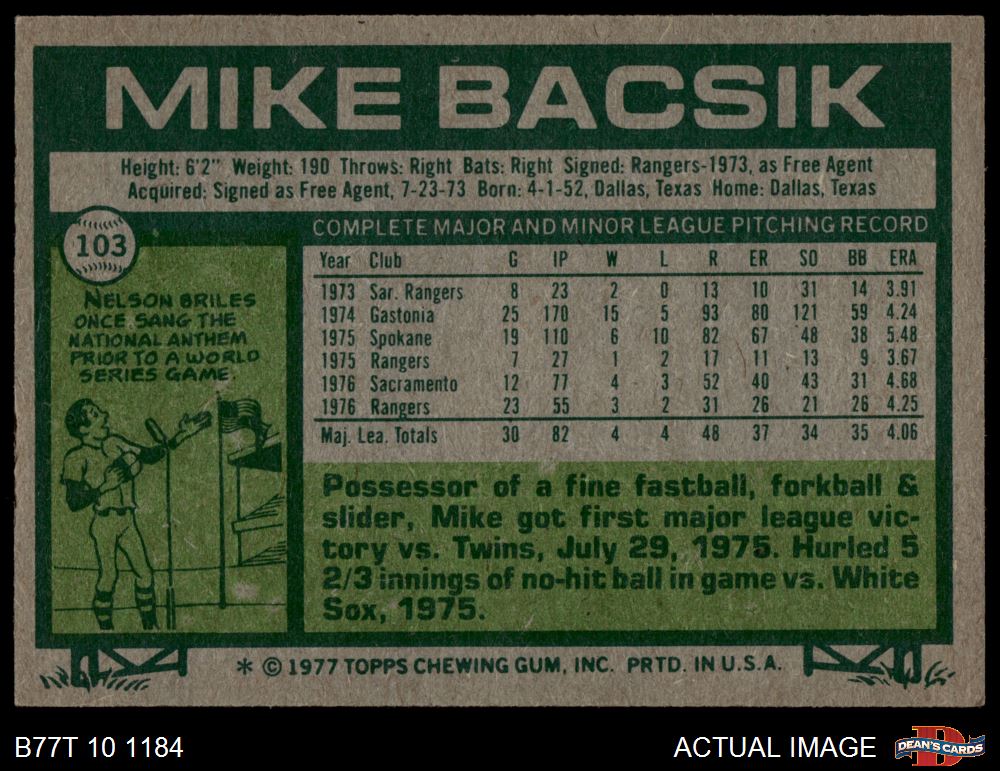 MIKE BACSIK
Height: 6'2" Weight: 190 Throws: Right Bats: Right Signed: Rangers-1973, as Free Agent
Acquired: Signed as Free Agent, 7-23-73 Born: 4-1-52, Dallas, Texas Home: Dallas, Texas
103
NELSON BRILES
ONCE SANG THE
NATIONAL ANTHEM
PRIOR TO A WORLD
SERIES GAME.
COMPLETE MAJOR AND MINOR LEAGUE PITCHING RECORD
Year Club G IP W L R ER SO BB ERA
1973 Sar. Rangers 8 23 2 0 13 10 31 14 3.91
1974 Gastonia 25 170 15 5 93 80 121 59 4.24
1975 Spokane 19 110 6 10 82 67 48 38 5.48
1975 Rangers 7 27 1 2 17 11 13 9 3.67
1976 Sacramento 12 77 4 3 52 40 43 31 4.68
1976 Rangers 23 55 3 2 31 26 21 26 4.25
Maj. Lea. Totals 30 82 4 4 48 37 34 35 4.06
Possessor of a fine fastball, forkball &
slider, Mike got first major league vic-
tory vs. Twins, July 29, 1975. Hurled 5
2/3 innings of no-hit ball in game vs. White
Sox, 1975.
* © 1977 TOPPS CHEWING GUM, INC. PRTD. IN U.S.A.
B77T 10 1184
ACTUAL IMAGE
D
DEAN'S CARDS